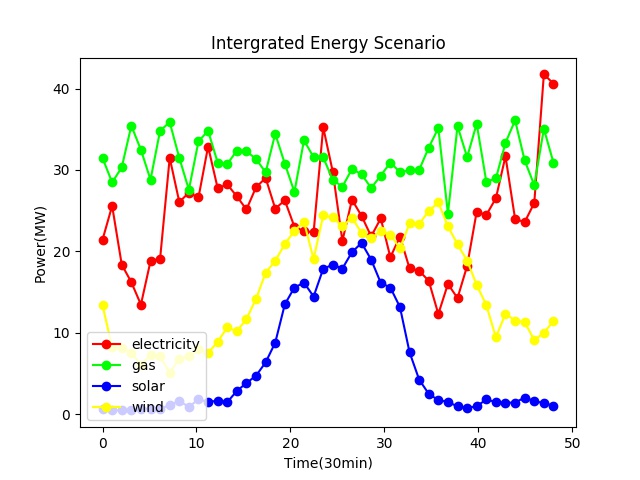 Intergrated Energy Scenario
Power(MW)
40
30
20
10
0
electricity
gas
solar
wind
0 10 20 30 40 50
Time(30min)